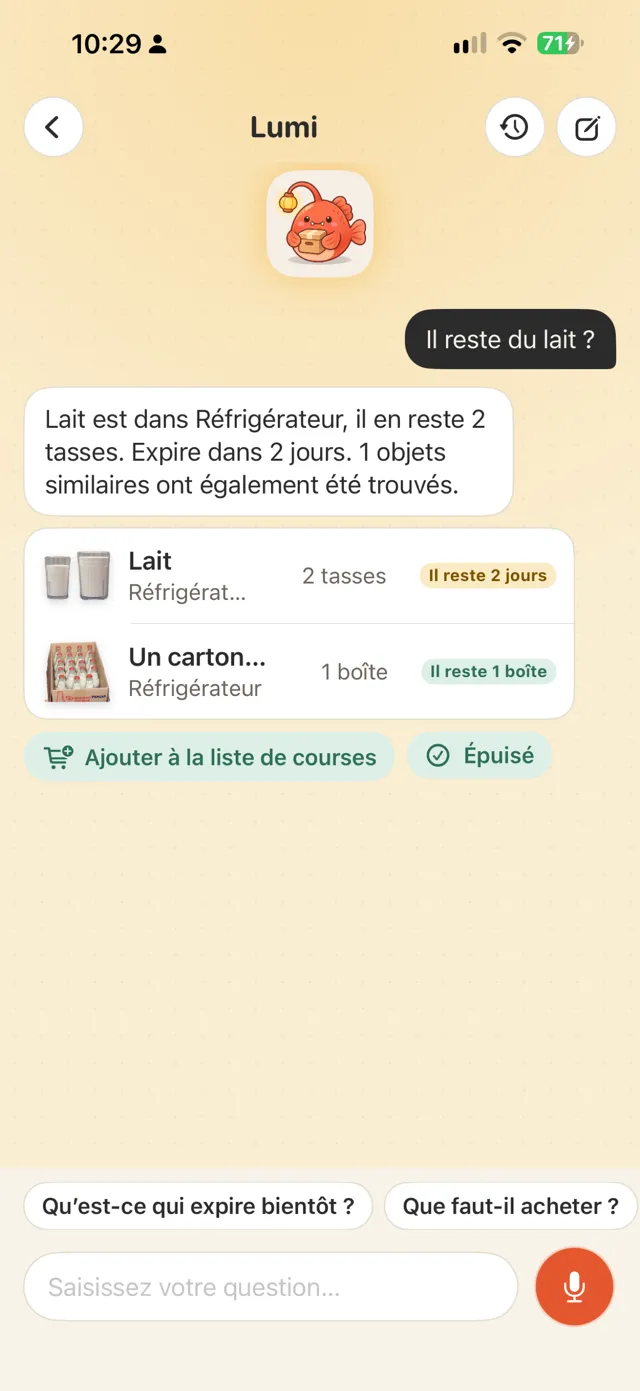 10:29
71
Lumi
Il reste du lait ?
Lait est dans Réfrigérateur, il en reste 2
tasses. Expire dans 2 jours. 1 objets
similaires ont également été trouvés.
Lait
Réfrigérat...
2 tasses
Il reste 2 jours
Un carton...
Réfrigérateur
1 boîte
Il reste 1 boîte
Ajouter à la liste de courses
Épuisé
Qu’est-ce qui expire bientôt ?
Que faut-il acheter ?
Saisissez votre question...